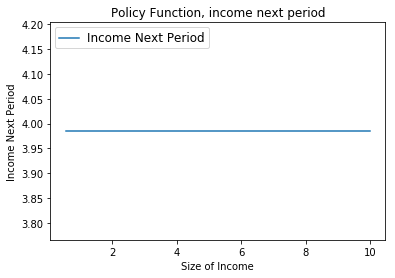 Policy Function, income next period
Income Next Period
4.20
4.15
4.10
4.05
4.00
3.95
3.90
3.85
3.80
Income Next Period
2 4 6 8 10
Size of Income